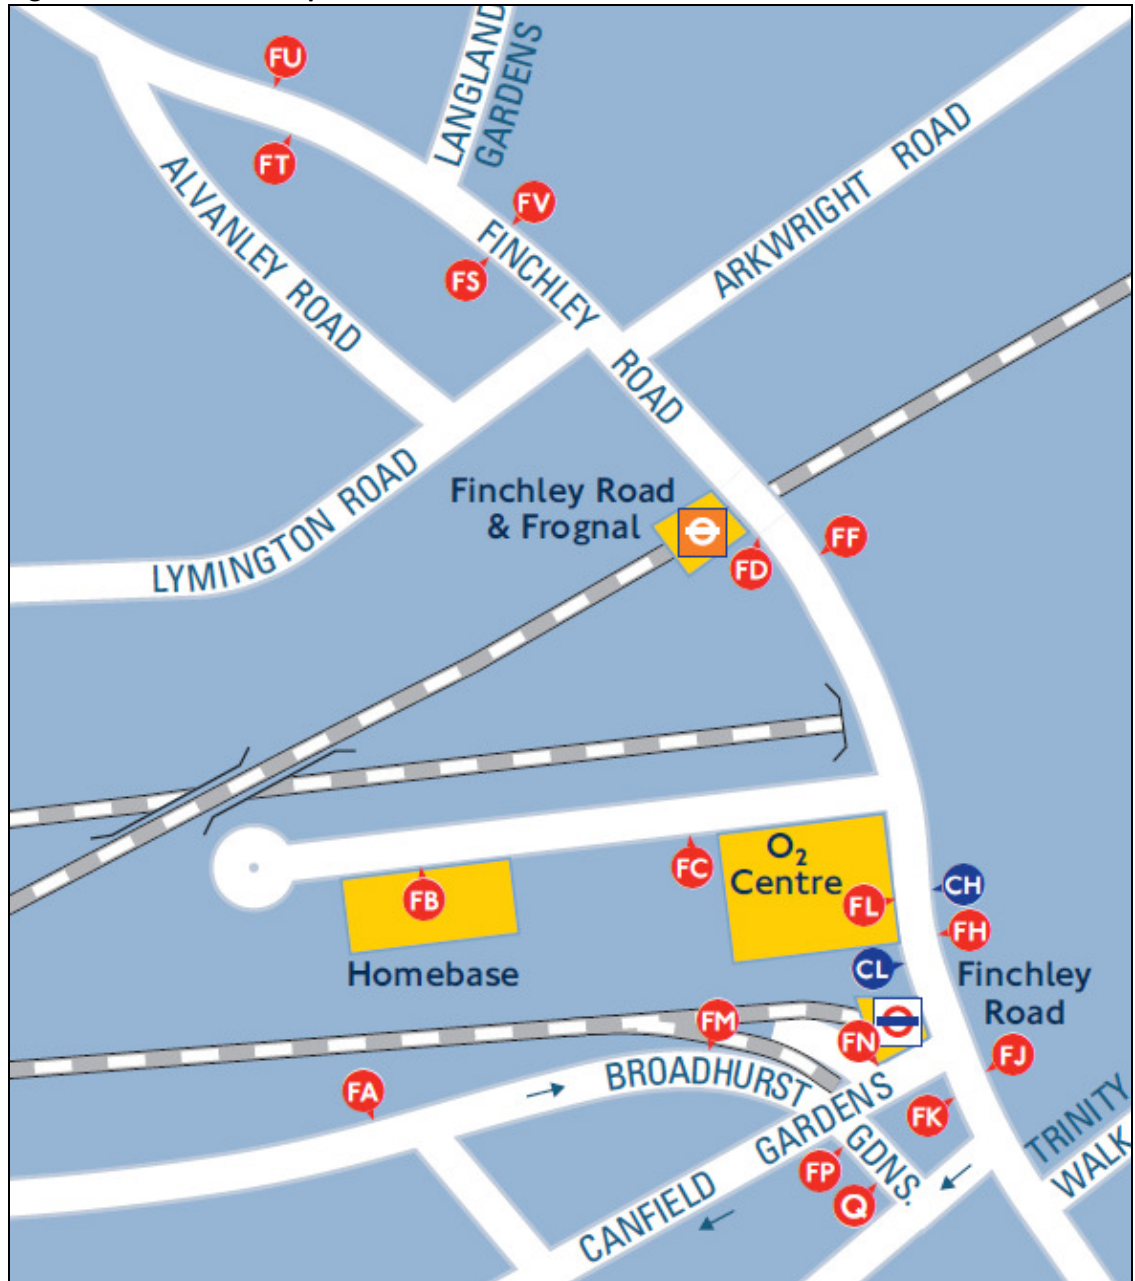 FU
LANGLAND
GARDENS
FT
ALVANLEY ROAD
FV
FS
FINCHLEY
ROAD
ARKWRIGHT ROAD
LYMINGTON ROAD
Finchley Road
& Frognal
FD
FF
O2
Centre
FC
FB
FL
CH
FH
CL
Homebase
Finchley
Road
FM
FN
FJ
FA
BROADHURST
GDNS.
CANFIELD GARDENS
FK
FP
Q
TRINITY
WALK